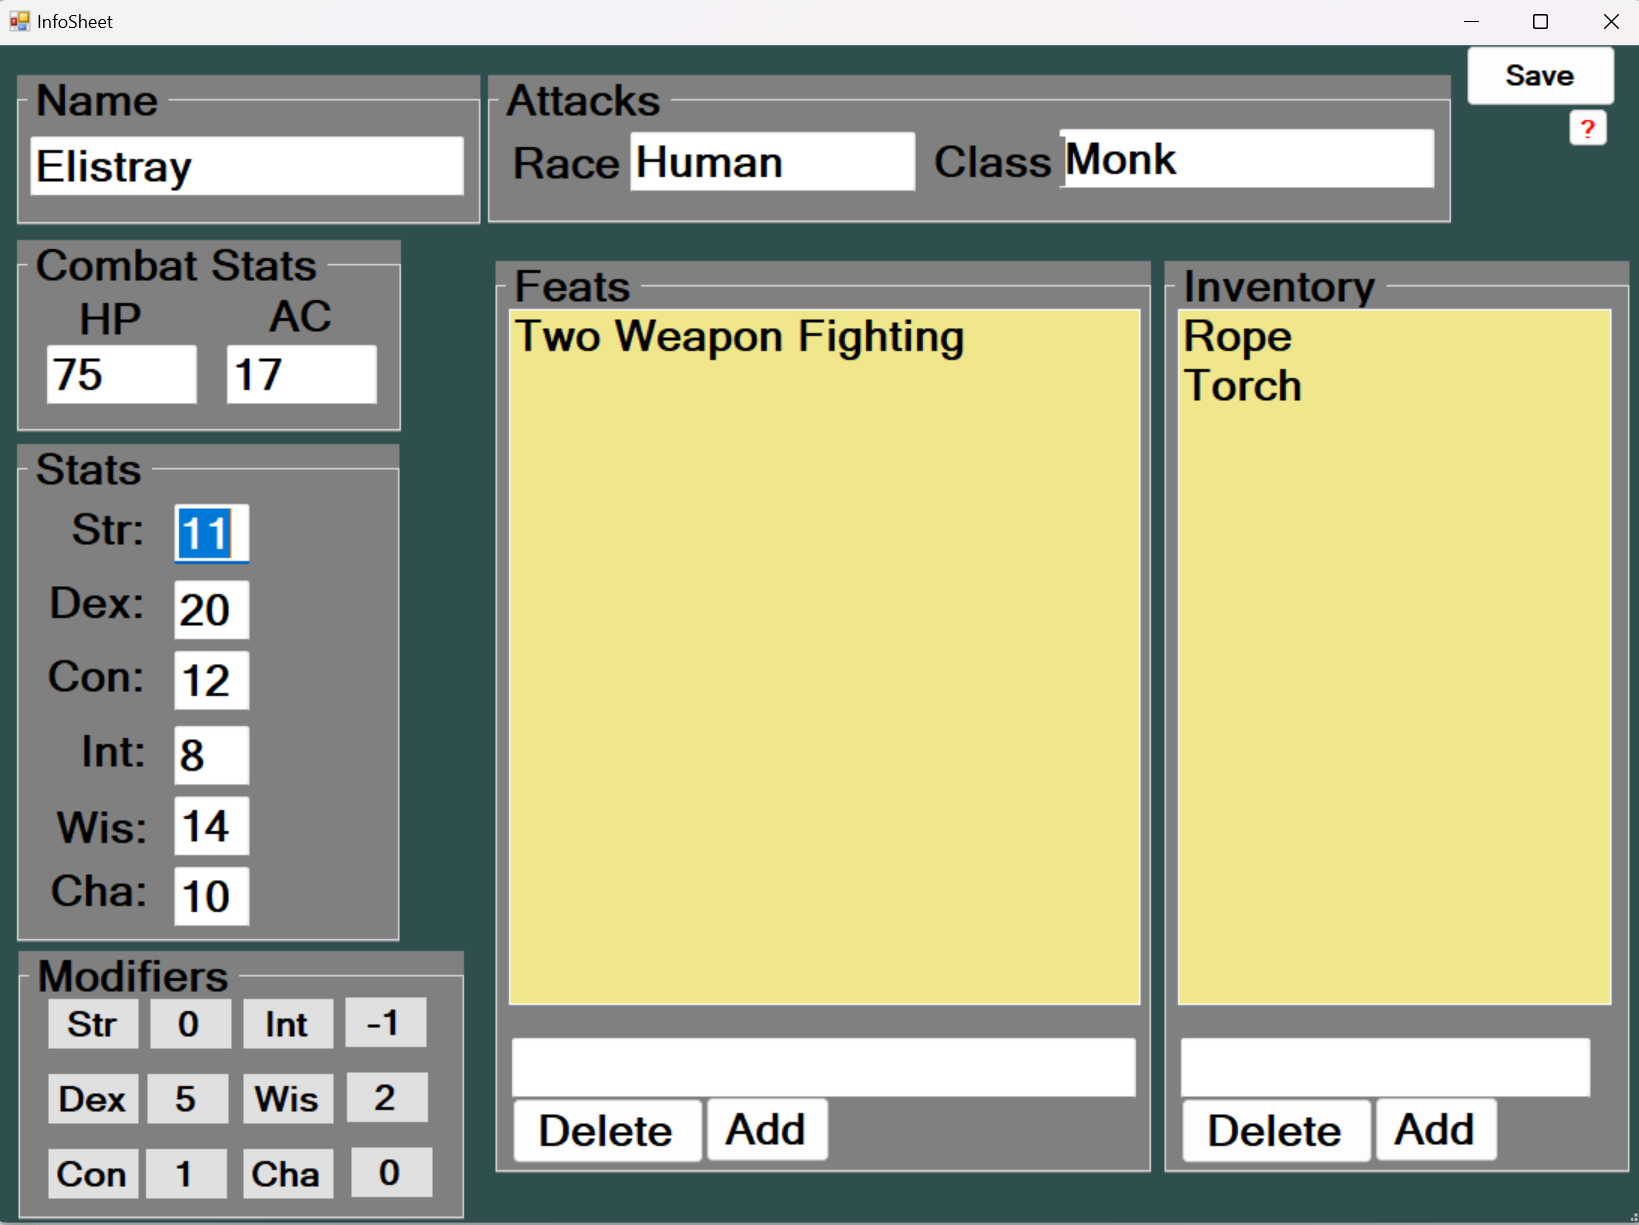 InfoSheet
Save
?
Name
Elistray
Attacks
Race Human Class Monk
Combat Stats
HP AC
75 17
Stats
Str: 11
Dex: 20
Con: 12
Int: 8
Wis: 14
Cha: 10
Modifiers
Str 0 Int -1
Dex 5 Wis 2
Con 1 Cha 0
Feats
Two Weapon Fighting
Delete Add
Inventory
Rope
Torch
Delete Add